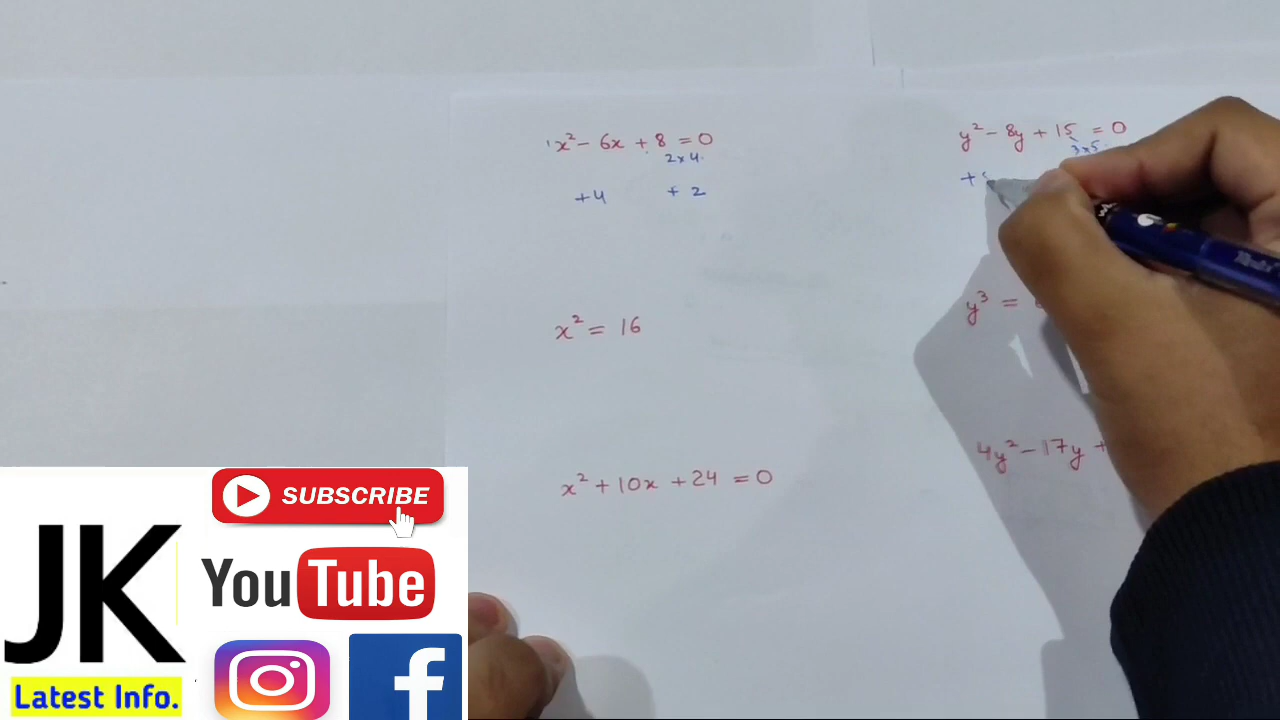 x² - 6x + 8 = 0
2×4
+4 +2
x² = 16
x² + 10x + 24 = 0
y² - 8y + 15 = 0
3×5
+
y³ =
4y² - 17y +
SUBSCRIBE
YouTube
JK
Latest Info.